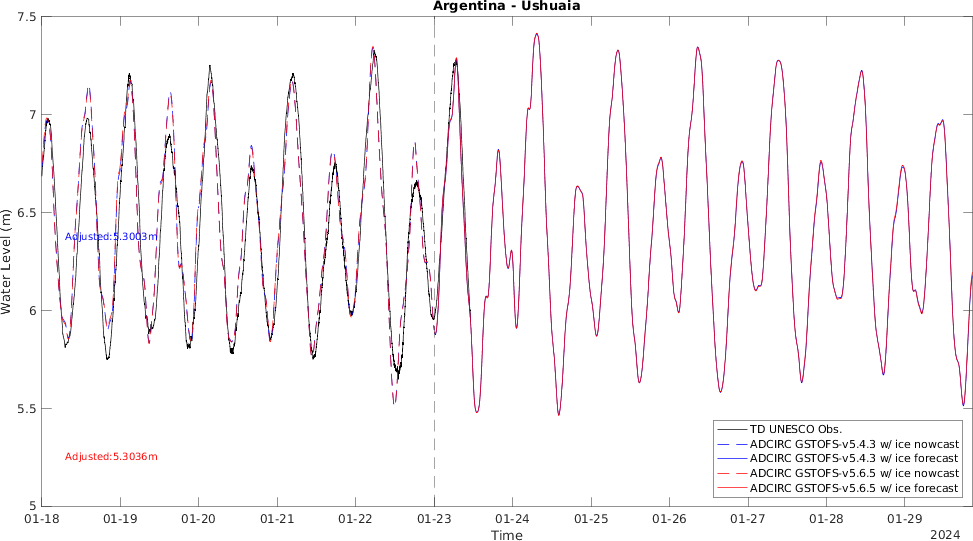 Argentina - Ushuaia
7.5
7
6.5
6
5.5
5
Water Level (m)
Adjusted:5.3003m
Adjusted:5.3036m
TD UNESCO Obs.
ADCIRC GSTOFS-v5.4.3 w/ ice nowcast
ADCIRC GSTOFS-v5.4.3 w/ ice forecast
ADCIRC GSTOFS-v5.6.5 w/ ice nowcast
ADCIRC GSTOFS-v5.6.5 w/ ice forecast
01-18 01-19 01-20 01-21 01-22 01-23 01-24 01-25 01-26 01-27 01-28 01-29
Time
2024